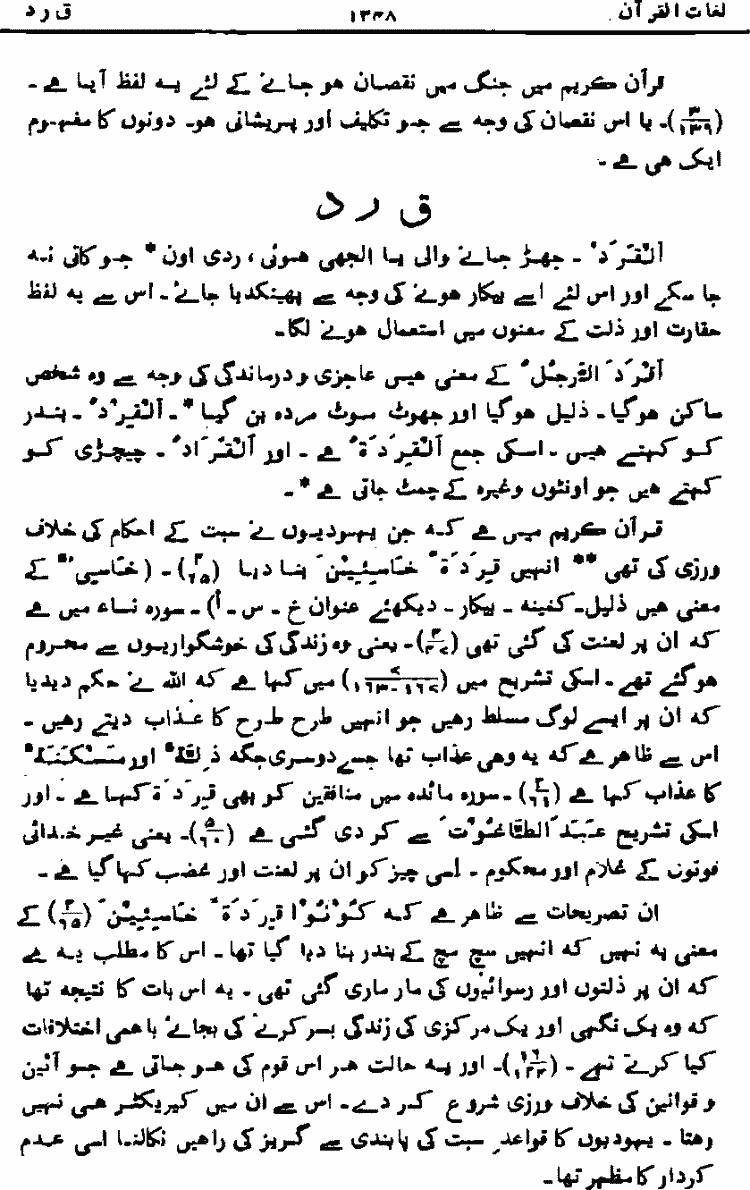 لغات القرآن ۱۳۴۸ ق ر د
قرآن کریم میں جنگ میں نقصان ہو جانے کے لئے یہ لفظ آیا ہے۔
(۳/۱۳۹)۔ یا اس نقصان کی وجہ سے جو تکلیف اور پریشانی ہو۔ دونوں کا مفہوم
ایک ہی ہے۔
ق ر د
اَلْقَرَدُ ۔ جھڑ جانے والی یا الجھی ہوئی، ردی اون * جو کاتی نہ
جا سکے اور اس لئے اسے بیکار ہونے کی وجہ سے پھینکدیا جائے۔ اس سے یہ لفظ
حقارت اور ذلت کے معنوں میں استعمال ہونے لگا۔
اَقْرَدَ الرَّجُلُ کے معنی ہیں عاجزی و درماندگی کی وجہ سے وہ شخص
ساکن ہوگیا۔ ذلیل ہوگیا اور جھوٹ موٹ مردہ بن گیا *۔ اَلْقِرْدُ ۔ بندر
کو کہتے ہیں۔ اسکی جمع اَلْقِرَدَةُ ہے۔ اور اَلْقُرَادُ ۔ چیچڑی کو
کہتے ہیں جو اونٹوں وغیرہ کے چمٹ جاتی ہے *۔
قرآن کریم میں ہے کہ جن یہودیوں نے سبت کے احکام کی خلاف
ورزی کی تھی ** انہیں قِرَدَةً خَاسِئِیْنَ بنا دیا (۲/۶۵)۔ (خَاسِیءٌ کے
معنی ہیں ذلیل۔ کمینہ۔ بیکار۔ دیکھئے عنوان خ۔ س۔ أ)۔ سورہ نساء میں ہے
کہ ان پر لعنت کی گئی تھی (۴/۴۷)۔ یعنی وہ زندگی کی خوشگواریوں سے محروم
ہوگئے تھے۔ اسکی تشریح میں (۷/۱۶۳-۱۶۷) میں کہا ہے کہ اللہ نے حکم دیدیا
کہ ان پر ایسے لوگ مسلط رہیں جو انہیں طرح طرح کا عذاب دیتے رہیں۔
اس سے ظاہر ہے کہ یہ وہی عذاب تھا جسے دوسری جگہ ذِلَّةٌ اور مَسْکَنَةٌ
کا عذاب کہا ہے (۲/۶۱)۔ سورہ مائدہ میں منافقین کو بھی قِرَدَةَ کہا ہے۔ اور
اسکی تشریح عَبَدَ الطَّاغُوْتَ سے کر دی گئی ہے (۵/۶۰)۔ یعنی غیر خدائی
قوتوں کے غلام اور محکوم۔ اسی چیز کو ان پر لعنت اور غضب کہا گیا ہے۔
ان تصریحات سے ظاہر ہے کہ کُوْنُوْا قِرَدَةً خَاسِئِیْنَ (۲/۶۵) کے
معنی یہ نہیں کہ انہیں سچ مچ کے بندر بنا دیا گیا تھا۔ اس کا مطلب یہ ہے
کہ ان پر ذلتوں اور رسوائیوں کی مار ماری گئی تھی۔ یہ اس بات کا نتیجہ تھا
کہ وہ یک نگہی اور یک مرکزی کی زندگی بسر کرنے کی بجائے باہمی اختلافات
کیا کرتے تھے۔ (۱۶/۱۲۴)۔ اور یہ حالت ہر اس قوم کی ہو جاتی ہے جو آئین
و قوانین کی خلاف ورزی شروع کر دے۔ اس سے ان میں کیریکٹر ہی نہیں
رہتا۔ یہودیوں کا قواعدِ سبت کی پابندی سے گریز کی راہیں نکالنا اسی عدم
کردار کا مظہر تھا۔